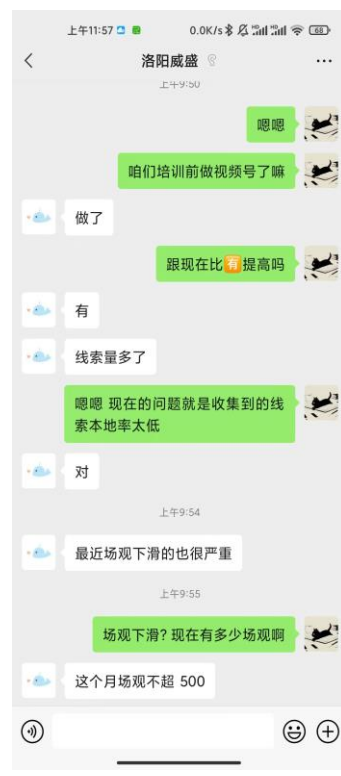 上午11:57
0.0K/s
68
洛阳威盛
上午9:50
嗯嗯
咱们培训前做视频号了嘛
做了
跟现在比🈶提高吗
有
线索量多了
嗯嗯 现在的问题就是收集到的线
索本地率太低
对
上午9:54
最近场观下滑的也很严重
上午9:55
场观下滑? 现在有多少场观啊
这个月场观不超 500